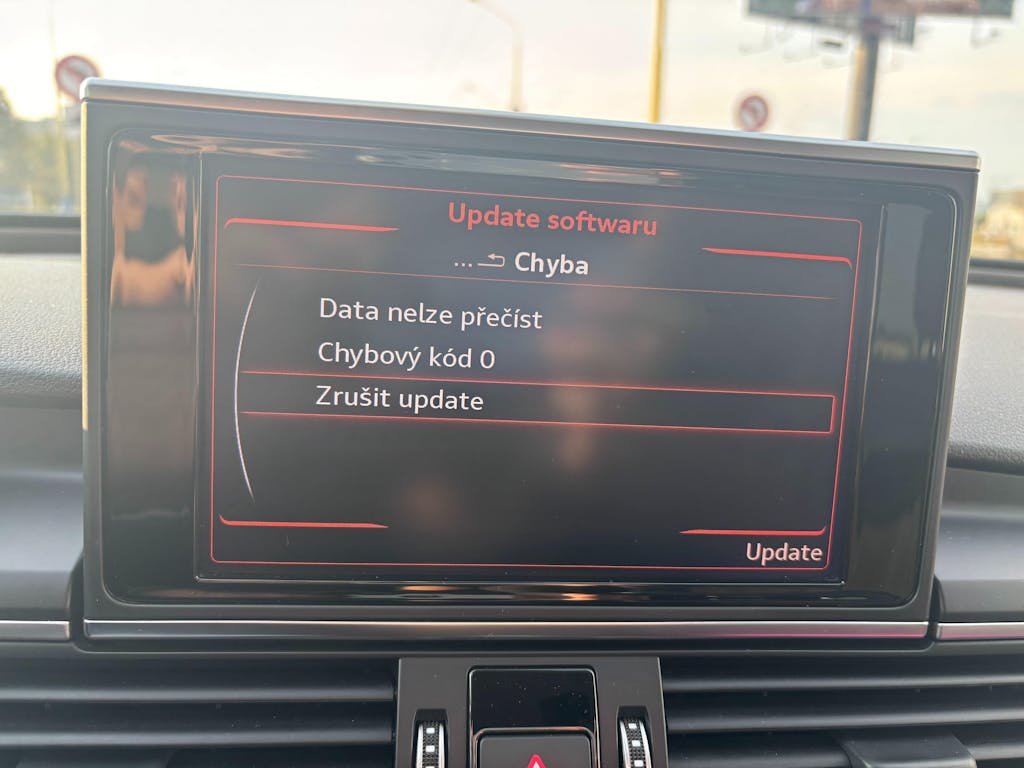 Update softwaru
... Chyba
Data nelze přečíst
Chybový kód 0
Zrušit update
Update